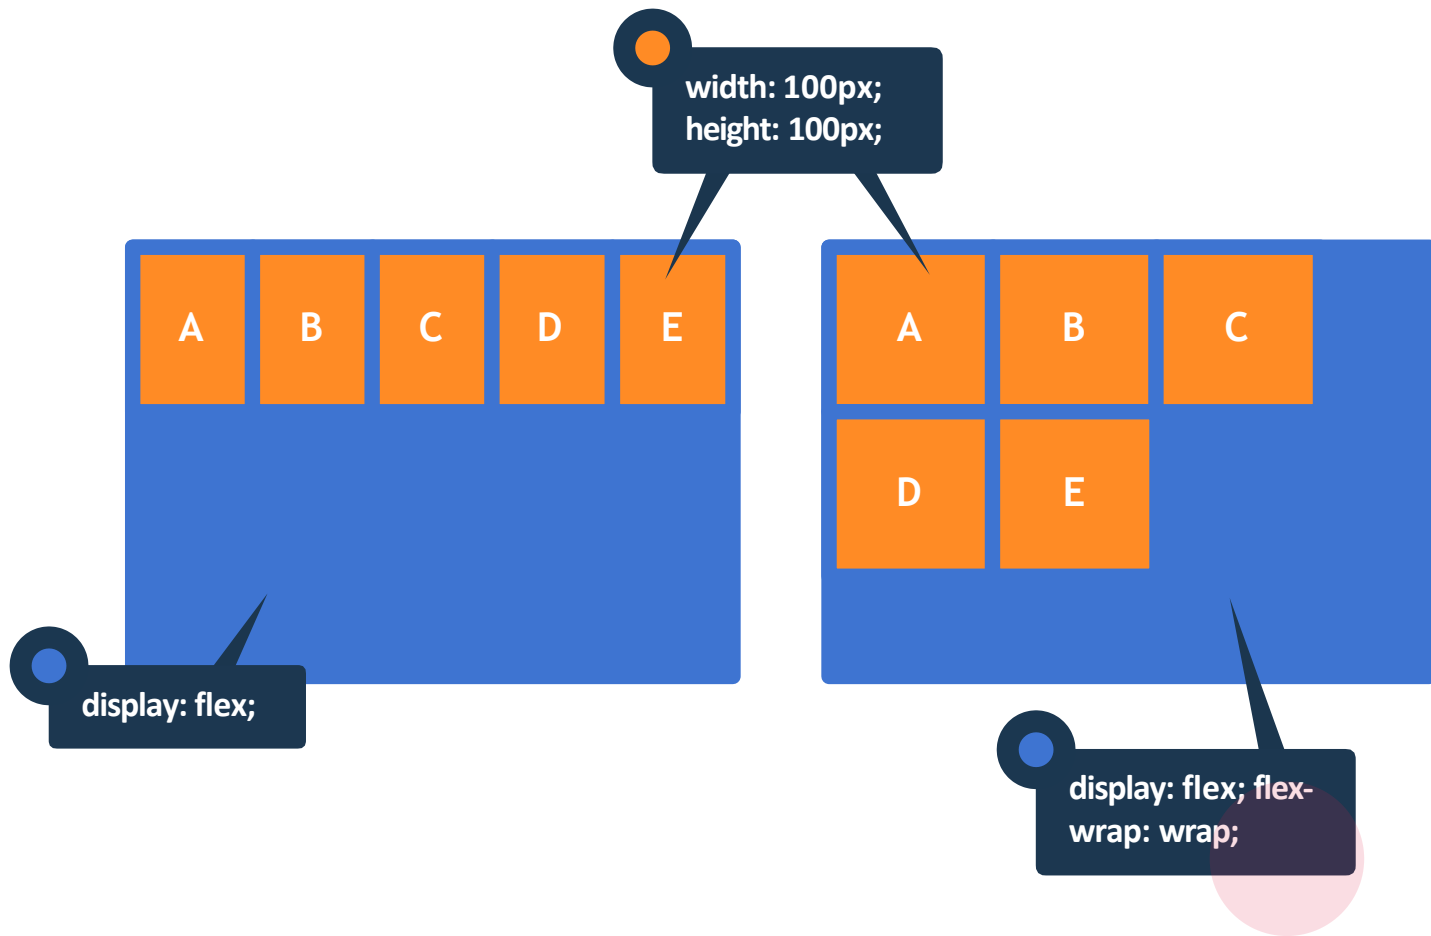 width: 100px;
height: 100px;
A B C D E
A B C
D E
display: flex;
display: flex; flex-
wrap: wrap;